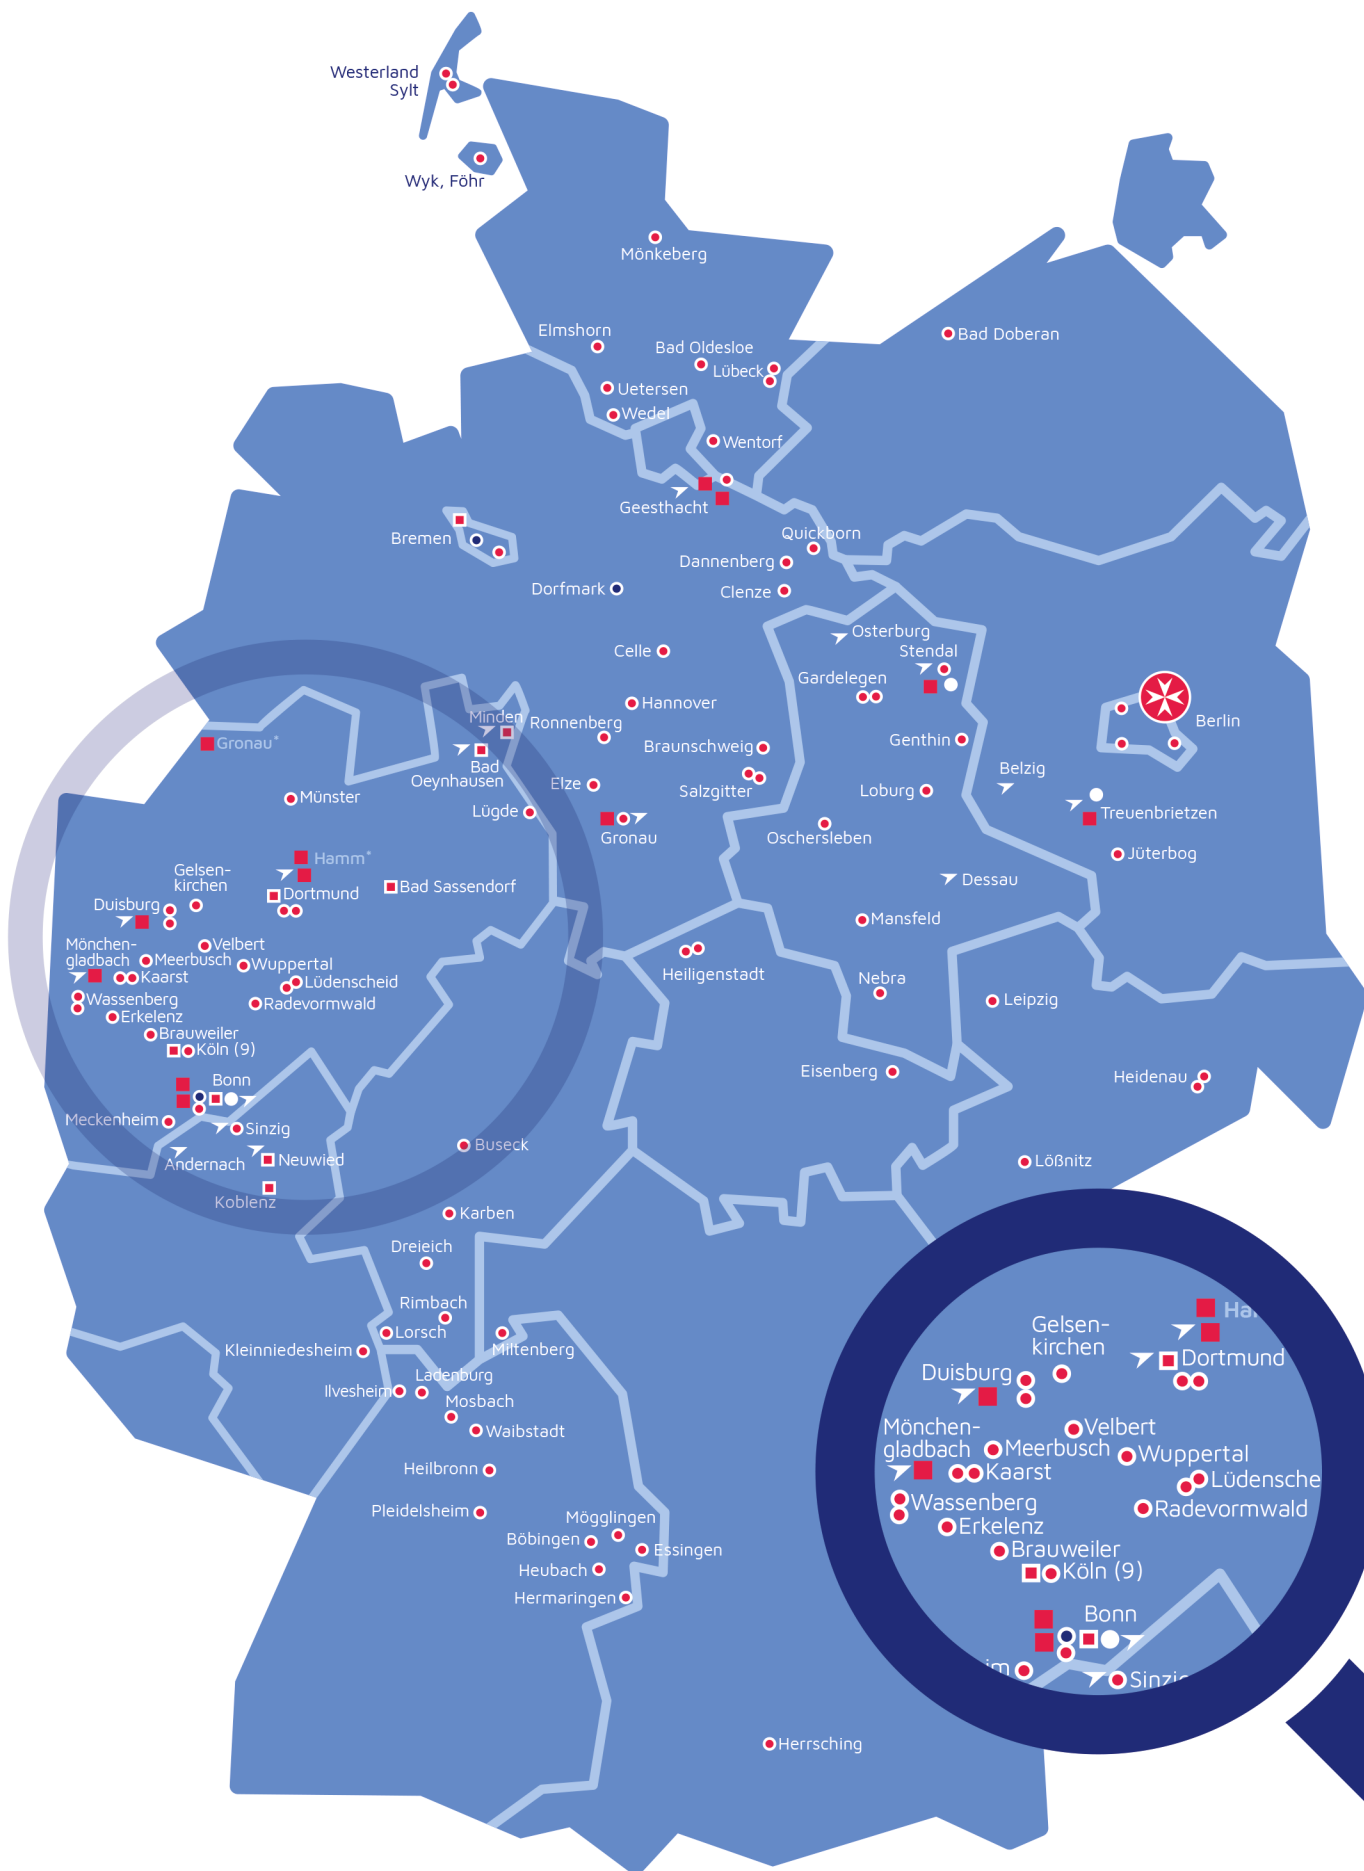 Westerland
Sylt
Wyk, Föhr
Mönkeberg
Elmshorn
Bad Oldesloe
Lübeck
Bad Doberan
Uetersen
Wedel
Wentorf
Geesthacht
Quickborn
Bremen
Dannenberg
Dorfmark
Clenze
Osterburg
Stendal
Celle
Gardelegen
Hannover
Minden
Ronnenberg
Berlin
Gronau*
Braunschweig
Genthin
Bad
Oeynhausen
Belzig
Elze
Salzgitter
Loburg
Münster
Lügde
Treuenbrietzen
Gronau
Oschersleben
Jüterbog
Hamm*
Gelsen-
kirchen
Dortmund
Bad Sassendorf
Dessau
Duisburg
Mansfeld
Mönchen-
gladbach
Velbert
Meerbusch
Wuppertal
Heiligenstadt
Kaarst
Lüdenscheid
Nebra
Wassenberg
Radevormwald
Leipzig
Erkelenz
Brauweiler
Köln (9)
Eisenberg
Heidenau
Bonn
Meckenheim
Sinzig
Buseck
Andernach
Neuwied
Lößnitz
Koblenz
Karben
Dreieich
Rimbach
Lorsch
Kleinniedesheim
Miltenberg
Ladenburg
Ilvesheim
Mosbach
Waibstadt
Heilbronn
Pleidelsheim
Mögglingen
Böbingen
Essingen
Heubach
Hermaringen
Herrsching
Ha
Gelsen-
kirchen
Dortmund
Duisburg
Mönchen-
gladbach
Velbert
Meerbusch
Wuppertal
Kaarst
Lüdensche
Wassenberg
Radevormwald
Erkelenz
Brauweiler
Köln (9)
Bonn
im
Sinzig